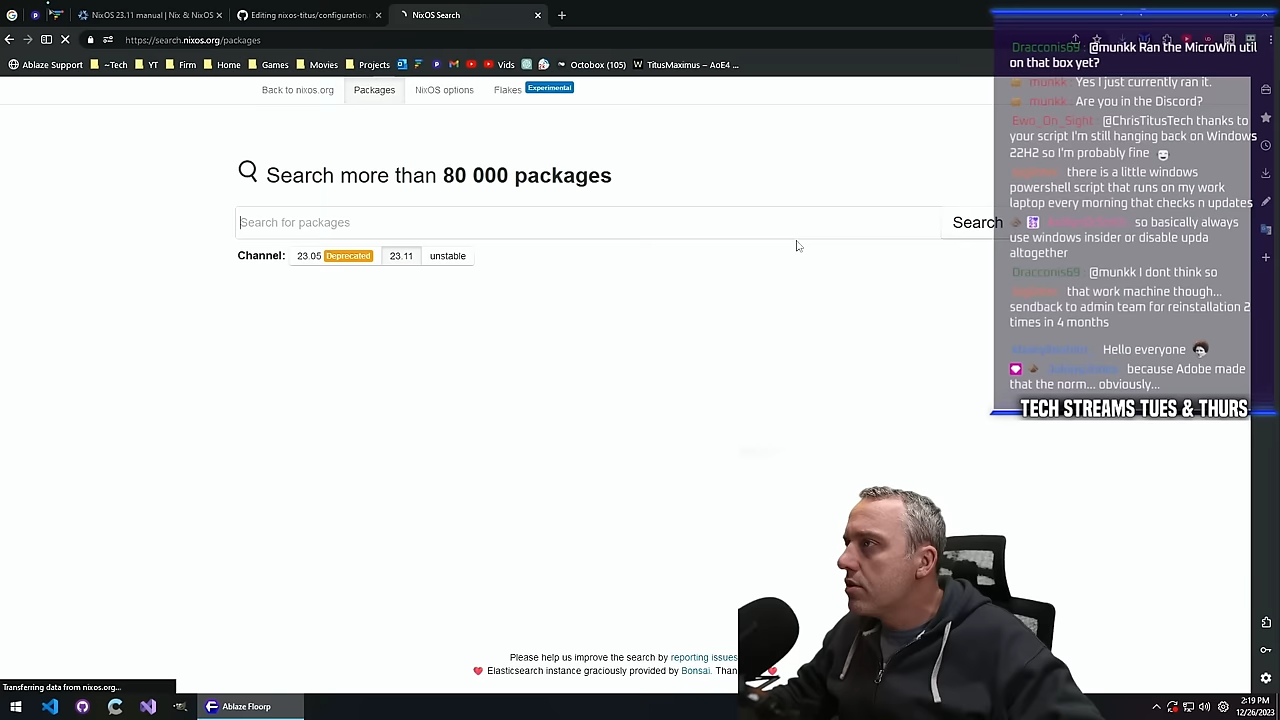 NixOS 23.11 manual | Nix & NixOS
Editing nixos-titus/configuration.
NixOS Search
https://search.nixos.org/packages
Ablaze Support
~Tech
YT
Firm
Home
Games
Movies
Projects
Vids
Octobox (105)
TitusMaximus – AoE4 ...
Back to nixos.org
Packages
NixOS options
Flakes
Experimental
Search more than 80 000 packages
Search for packages
Search
Channel:
23.05 Deprecated
23.11
unstable
Dracconis69 : @munkk Ran the MicroWin util
on that box yet?
munkk : Yes I just currently ran it.
munkk : Are you in the Discord?
Ewo_On_Sight : @ChrisTitusTech thanks to
your script I'm still hanging back on Windows
22H2 so I'm probably fine
there is a little windows
powershell script that runs on my work
laptop every morning that checks n updates
so basically always
use windows insider or disable upda
altogether
Dracconis69 : @munkk I dont think so
that work machine though...
sendback to admin team for reinstallation 2
times in 4 months
Hello everyone
because Adobe made
that the norm... obviously...
TECH STREAMS TUES & THURS
Please help us improve the search by reporting issues
Elasticsearch instance graciously provided by Bonsai.
Transferring data from nixos.org...
Ablaze Floorp
2:19 PM
12/26/2023